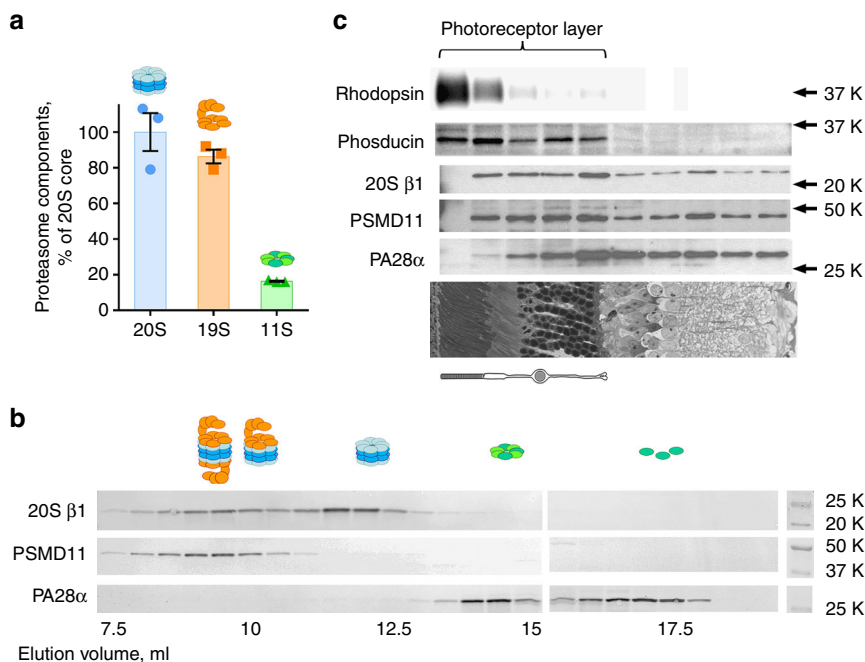 a
Proteasome components,
% of 20S core
100
80
60
40
20
0
20S 19S 11S
c
Photoreceptor layer
Rhodopsin
37 K
Phosducin
37 K
20S β1
20 K
PSMD11
50 K
PA28α
25 K
b
20S β1
25 K
20 K
PSMD11
50 K
37 K
PA28α
25 K
7.5 10 12.5 15 17.5
Elution volume, ml